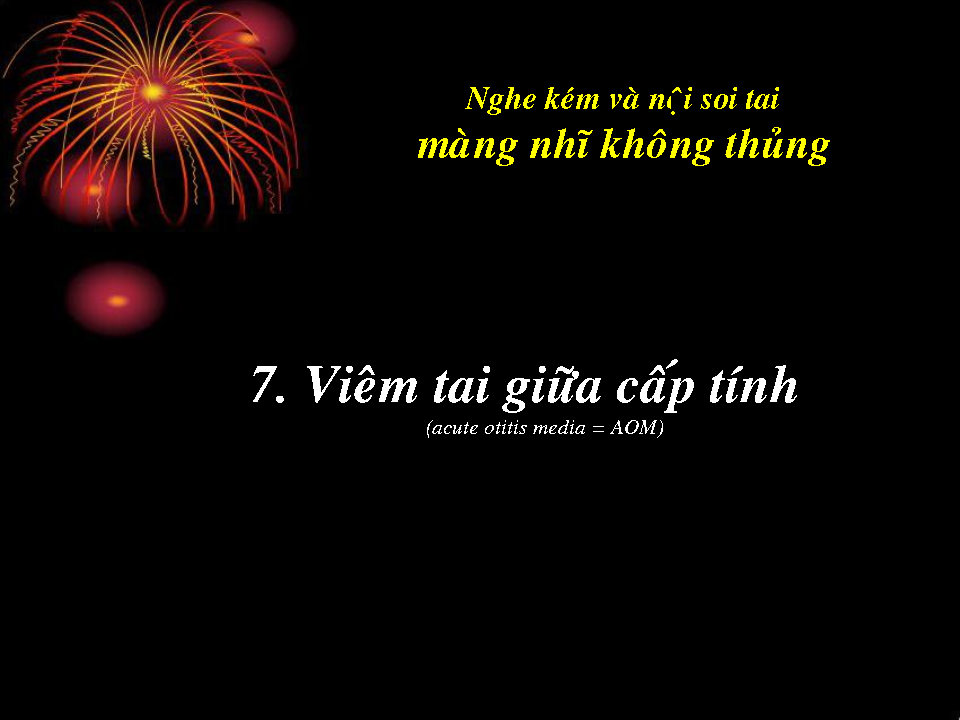 Nghe kém và nội soi tai
màng nhĩ không thủng
7. Viêm tai giữa cấp tính
(acute otitis media = AOM)